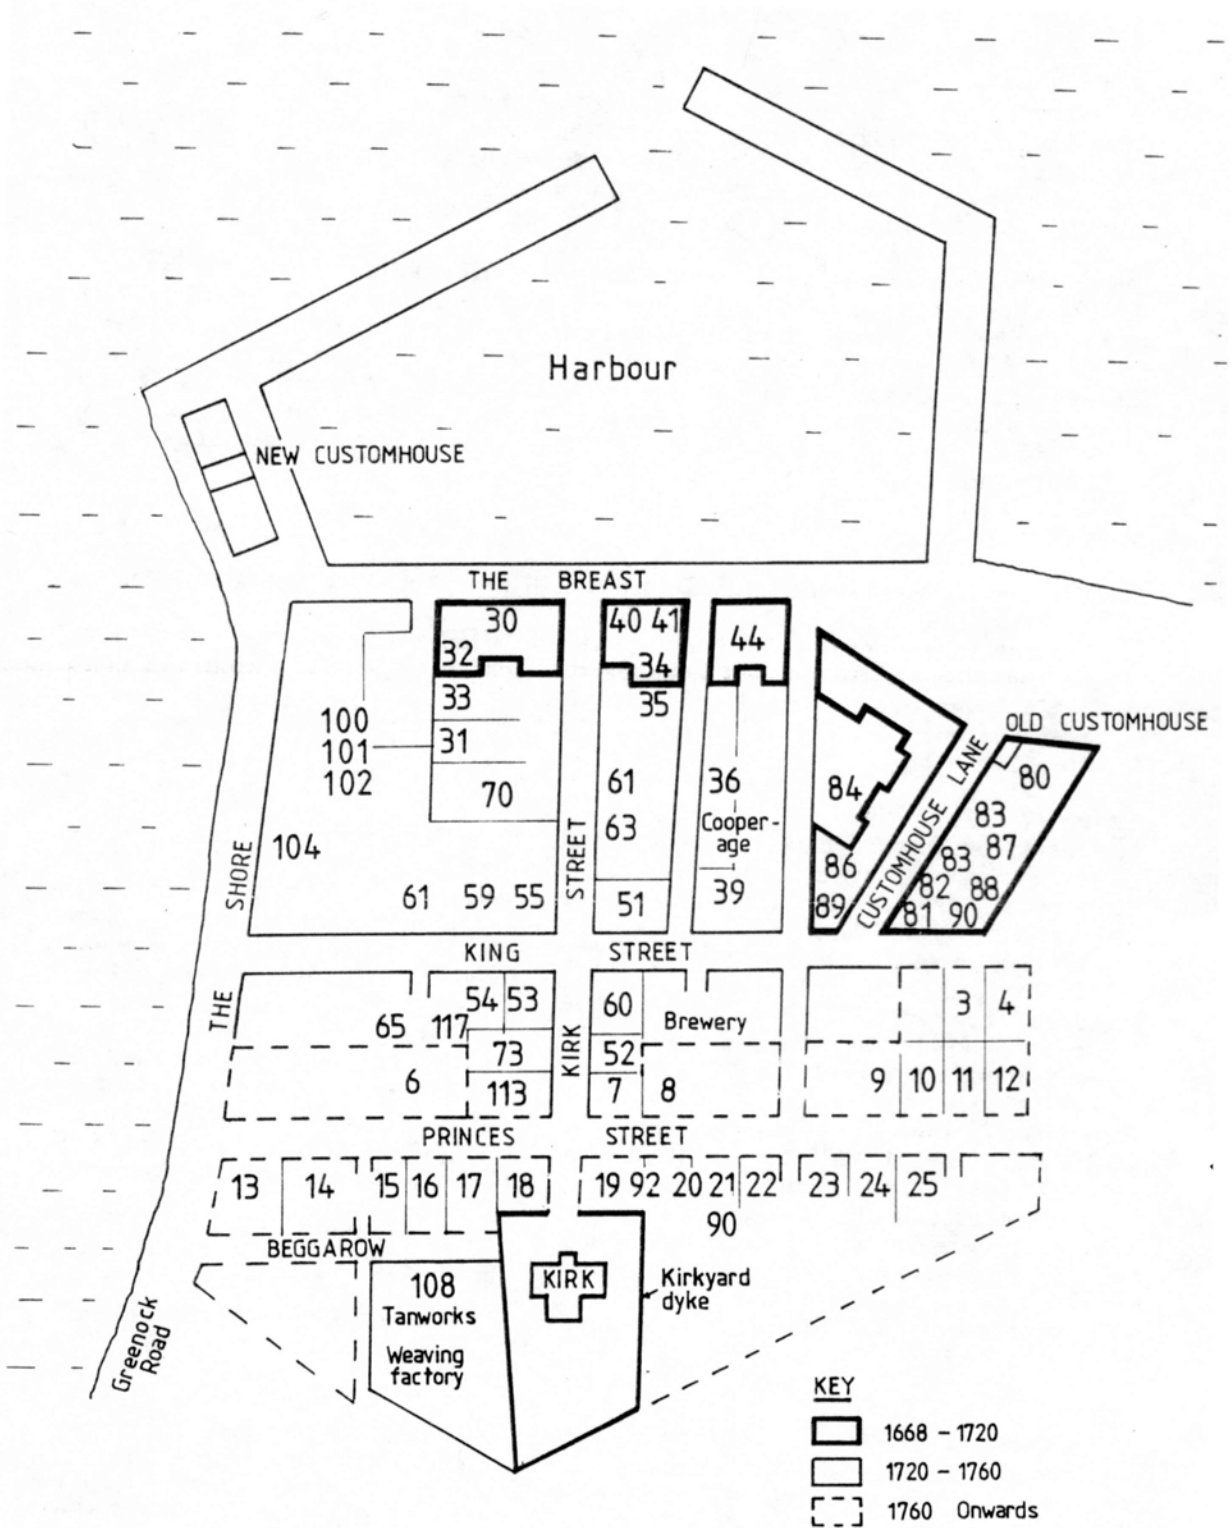 Harbour
NEW CUSTOMHOUSE
THE BREAST
30
40 41
32
34
44
33
35
100
101
102
31
OLD CUSTOMHOUSE
70
61
36
84
80
63
Cooper-
age
83
104
83 87
86
82 88
61 59 55
51
39
89
81 90
CUSTOMHOUSE LANE
THE SHORE
KIRK STREET
KING STREET
54 53
60
3 4
65 117
Brewery
73
52
6
113
7
8
9 10 11 12
PRINCES STREET
13 14 15 16 17 18 19 92 20 21 22 23 24 25
90
BEGGAROW
108
Tanworks
Weaving
factory
KIRK
Kirkyard
dyke
Greenock
Road
KEY
1668 – 1720
1720 – 1760
1760 Onwards